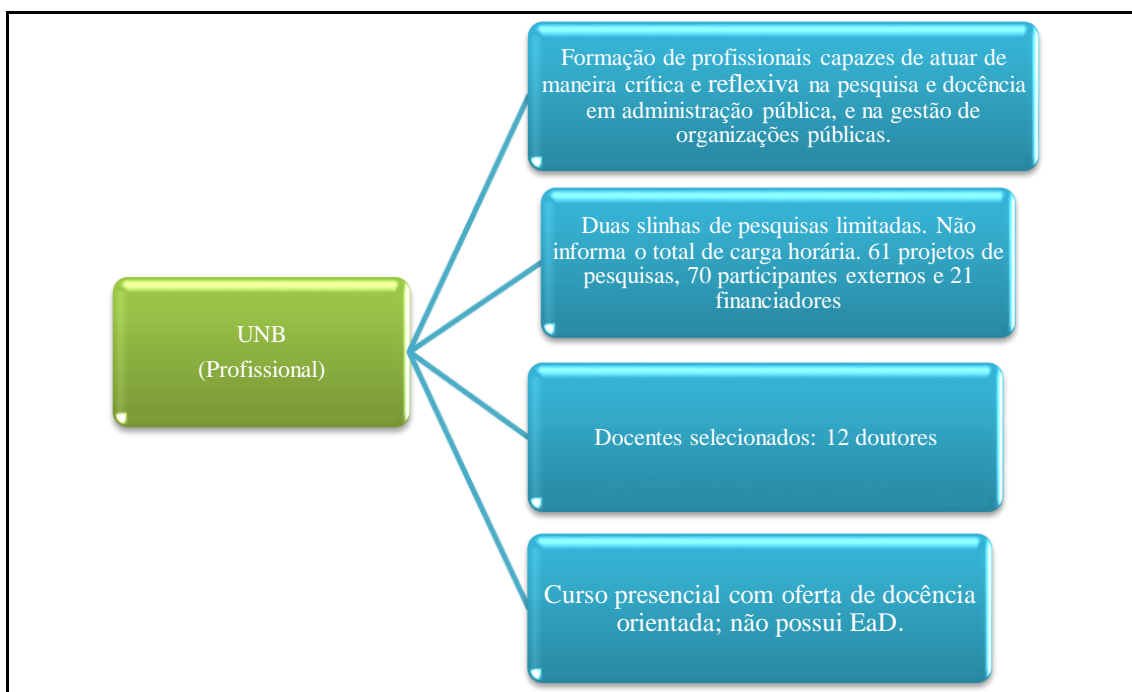 UNB
(Profissional)
Formação de profissionais capazes de atuar de
maneira crítica e reflexiva na pesquisa e docência
em administração pública, e na gestão de
organizações públicas.
Duas slinhas de pesquisas limitadas. Não
informa o total de carga horária. 61 projetos de
pesquisas, 70 participantes externos e 21
financiadores
Docentes selecionados: 12 doutores
Curso presencial com oferta de docência
orientada; não possui EaD.